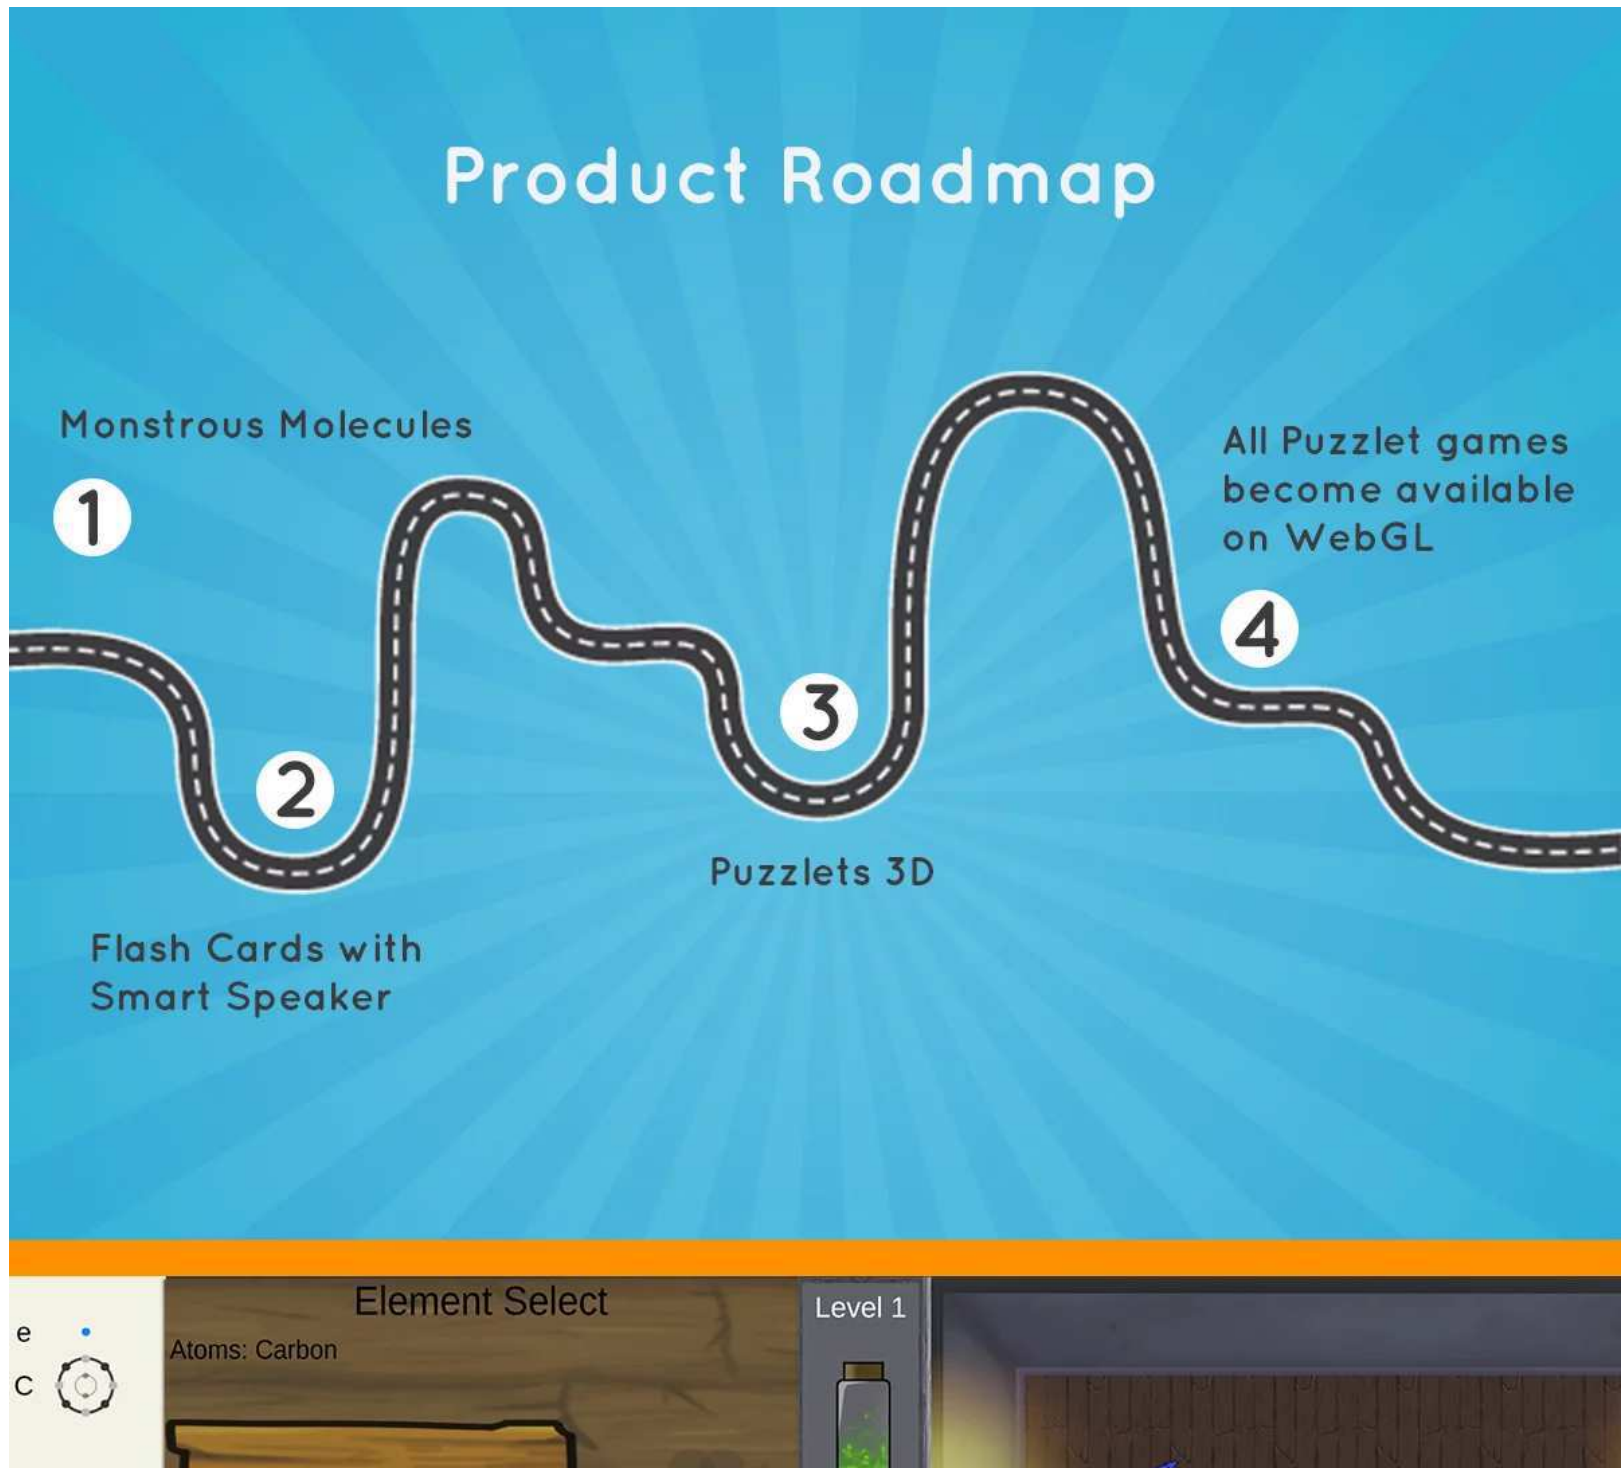 Product Roadmap
Monstrous Molecules
1
All Puzzlet games
become available
on WebGL
4
3
2
Puzzlets 3D
Flash Cards with
Smart Speaker
Element Select
Level 1
e
Atoms: Carbon
C